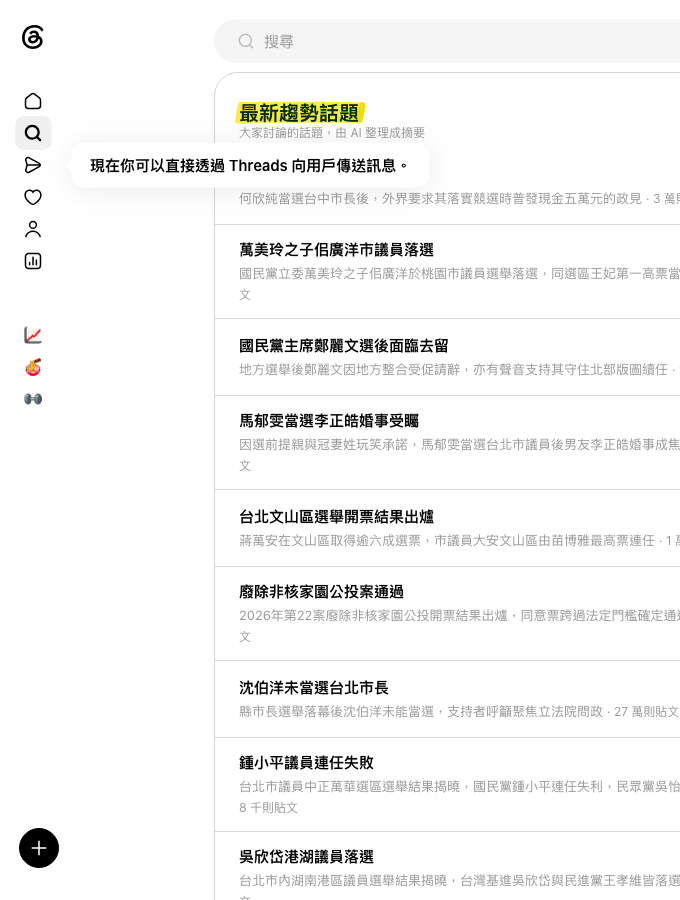 搜尋
最新趨勢話題
大家討論的話題，由 AI 整理成摘要
現在你可以直接透過 Threads 向用戶傳送訊息。
何欣純當選台中市長後，外界要求其落實競選時普發現金五萬元的政見 · 3 萬
萬美玲之子佀廣洋市議員落選
國民黨立委萬美玲之子佀廣洋於桃園市議員選舉落選，同選區王妃第一高票當
文
國民黨主席鄭麗文選後面臨去留
地方選舉後鄭麗文因地方整合受促請辭，亦有聲音支持其守住北部版圖續任 ·
馬郁雯當選李正皓婚事受矚
因選前提親與冠妻姓玩笑承諾，馬郁雯當選台北市議員後男友李正皓婚事成焦
文
台北文山區選舉開票結果出爐
蔣萬安在文山區取得逾六成選票，市議員大安文山區由苗博雅最高票連任 · 1
廢除非核家園公投案通過
2026年第22案廢除非核家園公投開票結果出爐，同意票跨過法定門檻確定通
文
沈伯洋未當選台北市長
縣市長選舉落幕後沈伯洋未能當選，支持者呼籲聚焦立法院問政 · 27 萬則貼文
鍾小平議員連任失敗
台北市議員中正萬華選區選舉結果揭曉，國民黨鍾小平連任失利，民眾黨吳怡
8 千則貼文
吳欣岱港湖議員落選
台北市內湖南港區議員選舉結果揭曉，台灣基進吳欣岱與民進黨王孝維皆落選